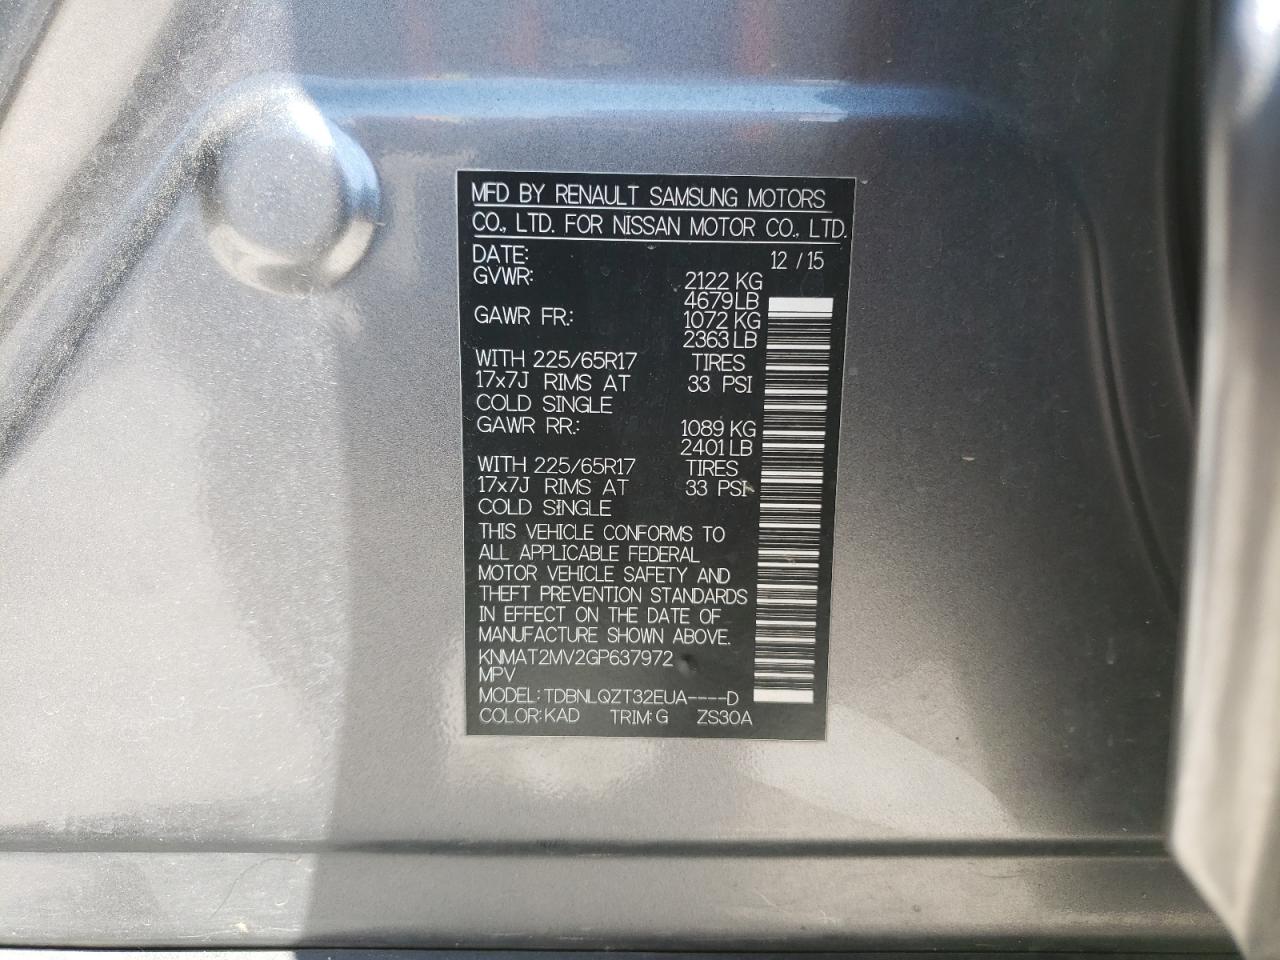 MFD BY RENAULT SAMSUNG MOTORS
CO., LTD. FOR NISSAN MOTOR CO., LTD.
DATE: 12 / 15
GVWR: 2122 KG
4679 LB
GAWR FR.: 1072 KG
2363 LB
WITH 225/65R17 TIRES
17x7J RIMS AT 33 PSI
COLD SINGLE
GAWR RR.: 1089 KG
2401 LB
WITH 225/65R17 TIRES
17x7J RIMS AT 33 PSI
COLD SINGLE
THIS VEHICLE CONFORMS TO
ALL APPLICABLE FEDERAL
MOTOR VEHICLE SAFETY AND
THEFT PREVENTION STANDARDS
IN EFFECT ON THE DATE OF
MANUFACTURE SHOWN ABOVE.
KNMAT2MV2GP637972
MPV
MODEL: TDBNLQZT32EUA----D
COLOR: KAD TRIM: G ZS30A